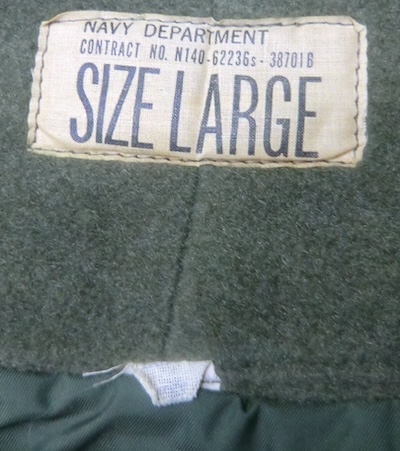 NAVY DEPARTMENT
CONTRACT NO. N140-62236s-38701B
SIZE LARGE